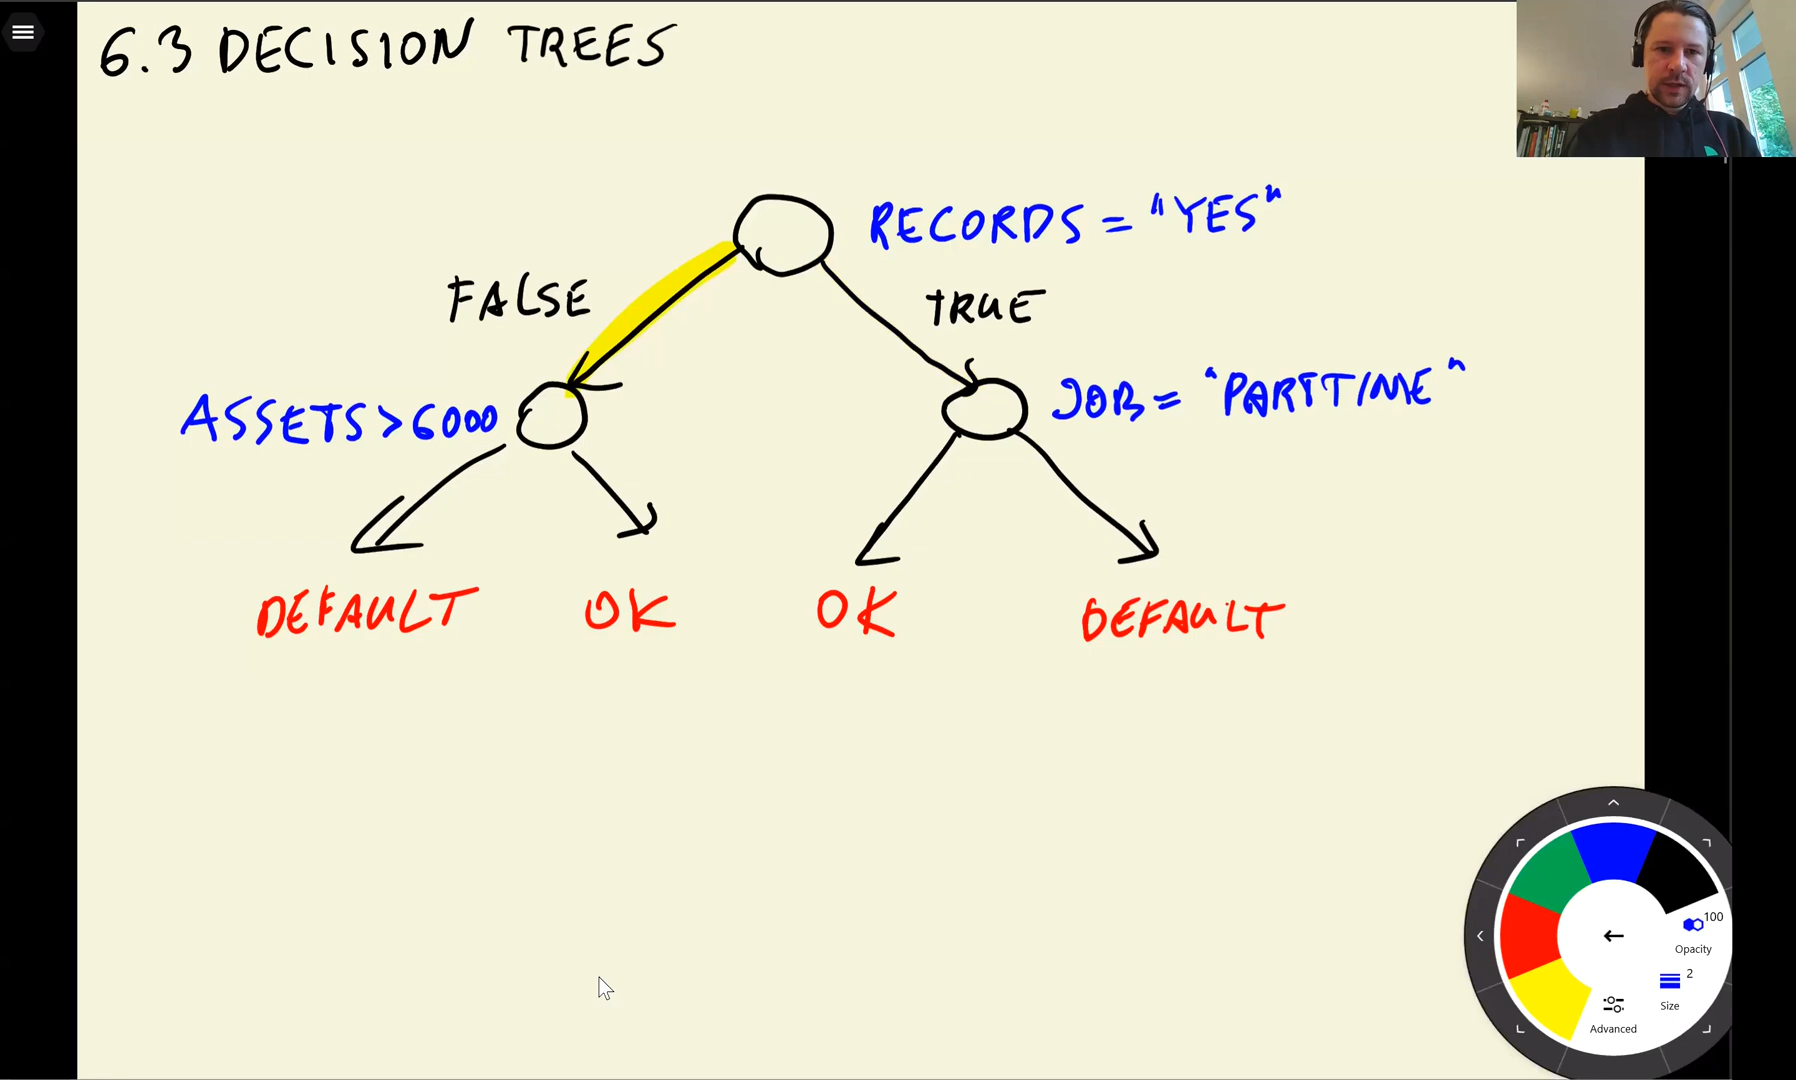 6.3 DECISION TREES
RECORDS = "YES"
FALSE
TRUE
ASSETS > 6000
JOB = "PARTTIME"
DEFAULT
OK
OK
DEFAULT
100
Opacity
2
Size
Advanced